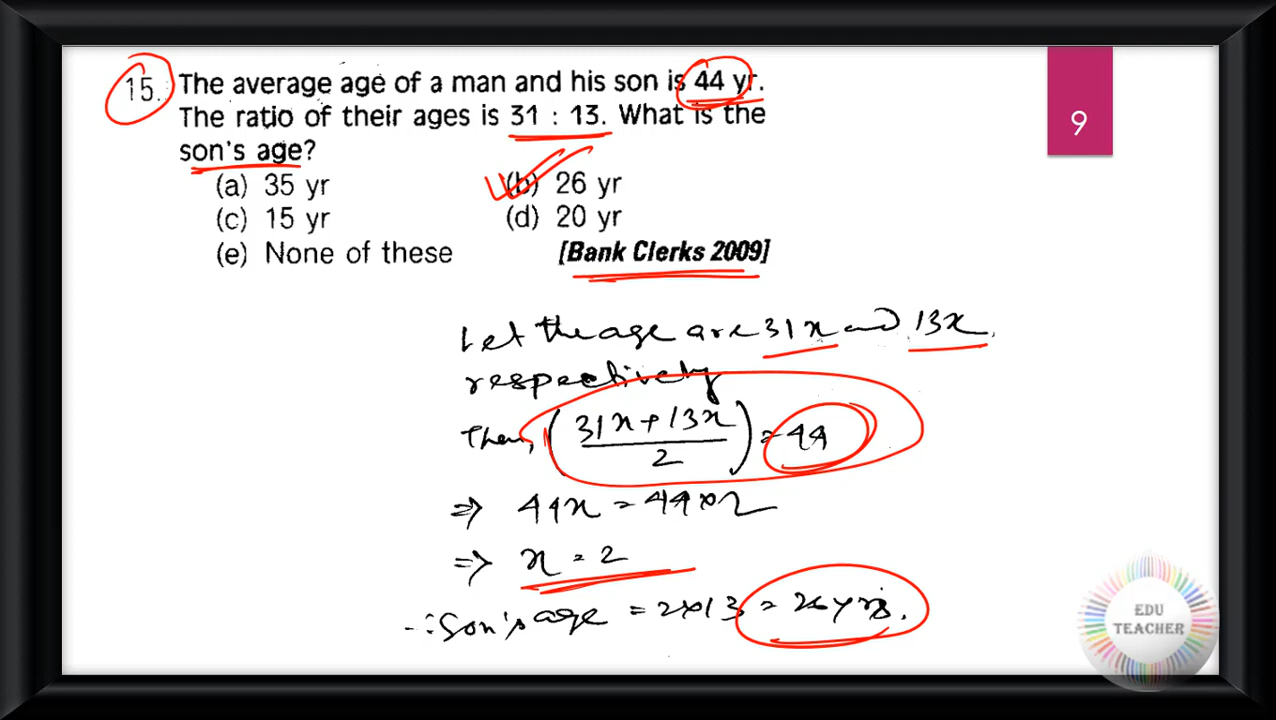 15. The average age of a man and his son is 44 yr.
The ratio of their ages is 31 : 13. What is the
son's age?
(a) 35 yr (b) 26 yr
(c) 15 yr (d) 20 yr
(e) None of these [Bank Clerks 2009]
9
Let the age are 31x and 13x
respectively
Then, (31x+13x/2) = 44
⇒ 44x = 44×2
⇒ x = 2
∴ Son's age = 2×13 = 26 yrs.
EDU
TEACHER